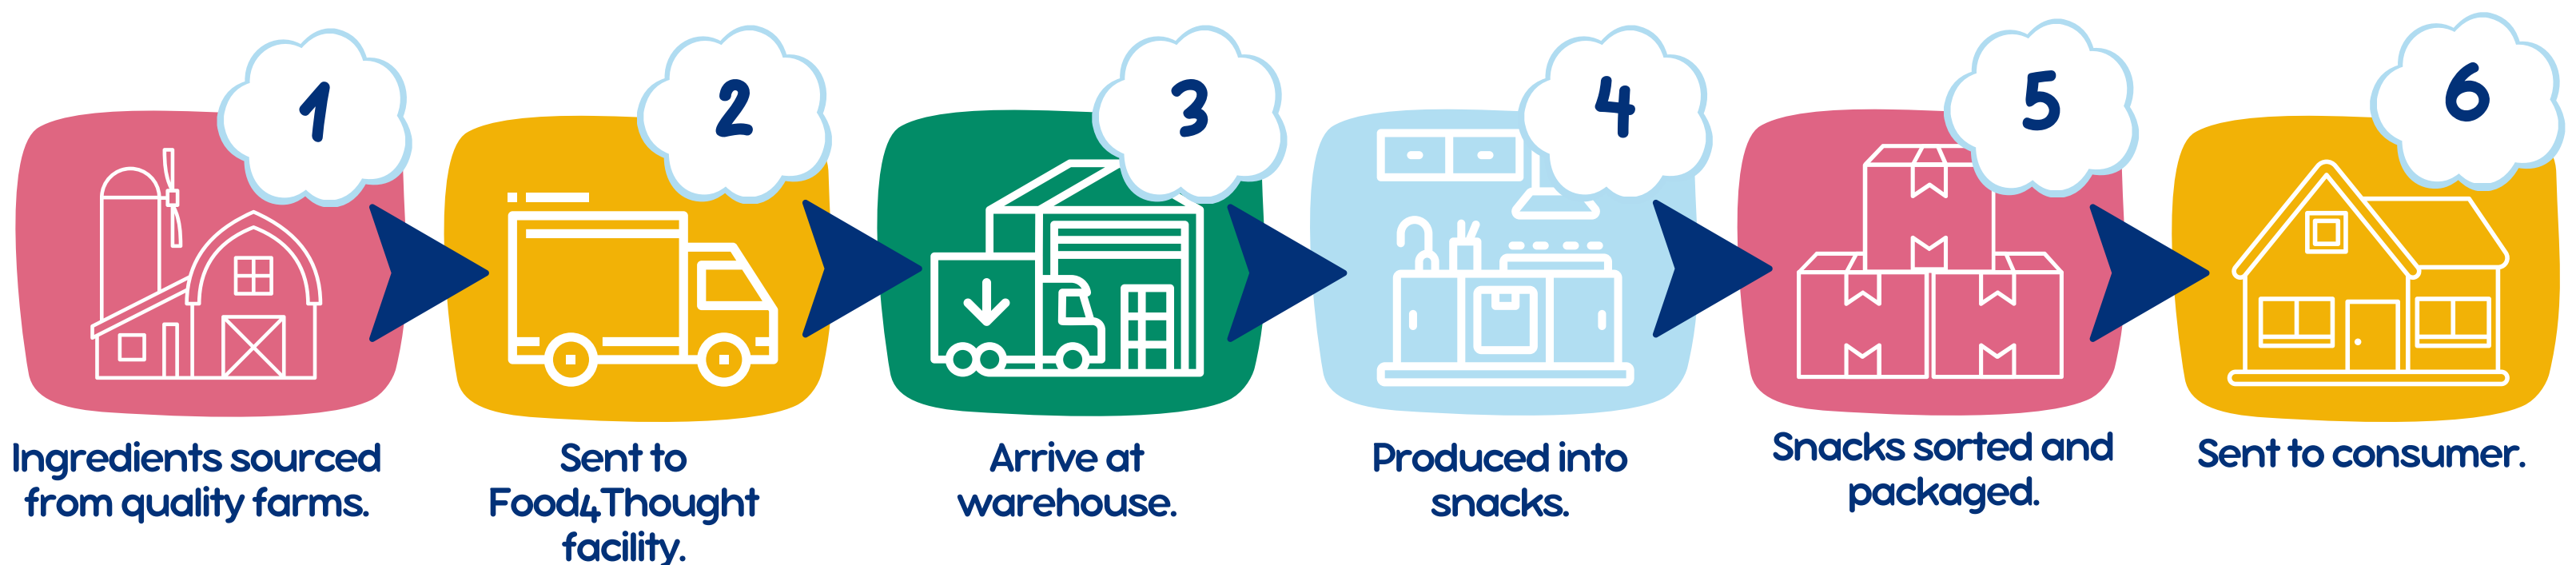 1
Ingredients sourced
from quality farms.
2
Sent to
Food4Thought
facility.
3
Arrive at
warehouse.
4
Produced into
snacks.
5
Snacks sorted and
packaged.
6
Sent to consumer.